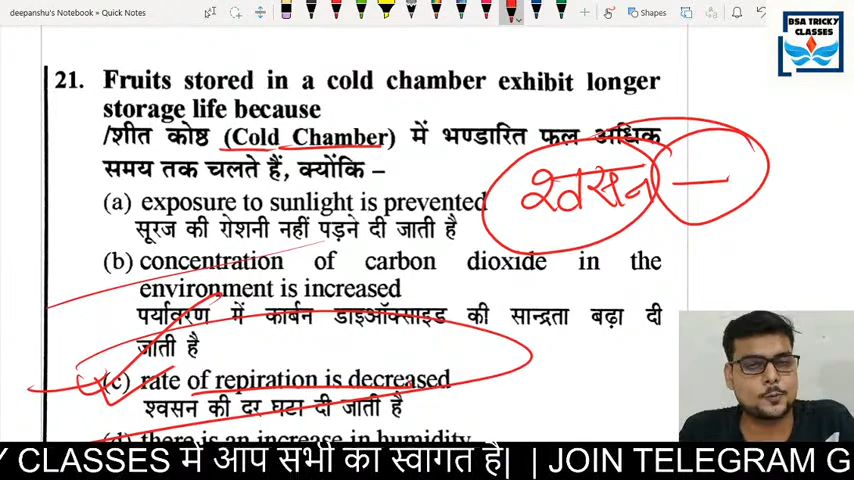 deepanshu's Notebook » Quick Notes
Shapes
BSA TRICKY
CLASSES
21. Fruits stored in a cold chamber exhibit longer
storage life because
/शीत कोष्ठ (Cold Chamber) में भण्डारित फल अधिक
समय तक चलते हैं, क्योंकि –
श्वसन –
(a) exposure to sunlight is prevented
सूरज की रोशनी नहीं पड़ने दी जाती है
(b) concentration of carbon dioxide in the
environment is increased
पर्यावरण में कार्बन डाइऑक्साइड की सान्द्रता बढ़ा दी
जाती है
(c) rate of repiration is decreased
श्वसन की दर घटा दी जाती है
(d) there is an increase in humidity
Y CLASSES में आप सभी का स्वागत है| | JOIN TELEGRAM G